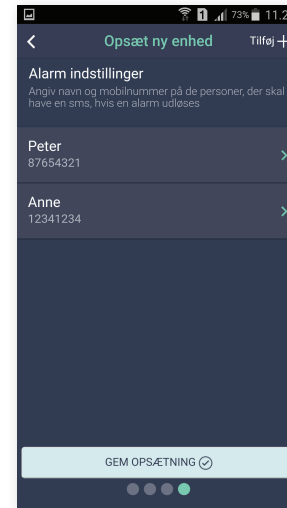 1 73% 11.2
Opsæt ny enhed Tilføj
Alarm indstillinger
Angiv navn og mobilnummer på de personer, der skal
have en sms, hvis en alarm udløses
Peter
87654321
Anne
12341234
GEM OPSÆTNING